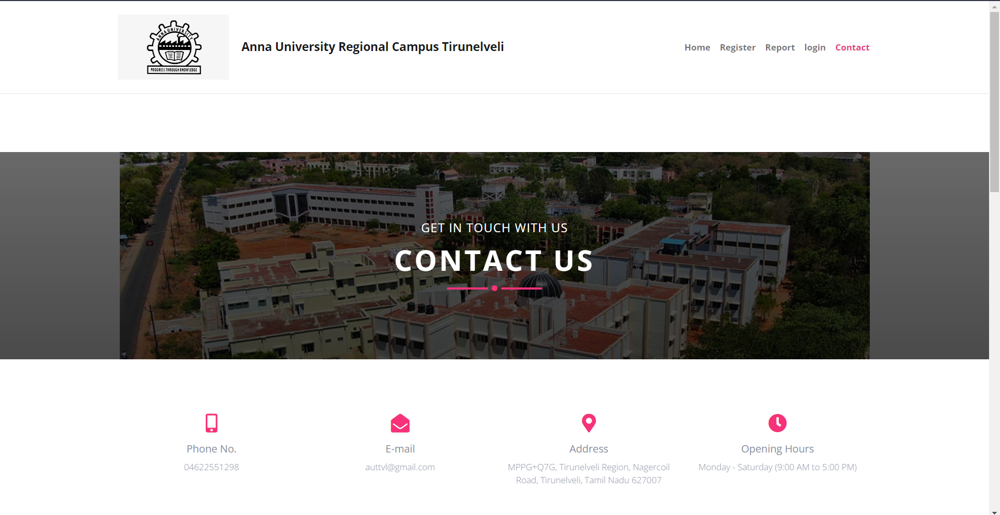 ANNA UNIVERSITY
PROGRESS THROUGH KNOWLEDGE
Anna University Regional Campus Tirunelveli
Home Register Report login Contact
GET IN TOUCH WITH US
CONTACT US
Phone No.
04622551298
E-mail
auttvl@gmail.com
Address
MPPG+Q7G, Tirunelveli Region, Nagercoil
Road, Tirunelveli, Tamil Nadu 627007
Opening Hours
Monday - Saturday (9:00 AM to 5:00 PM)